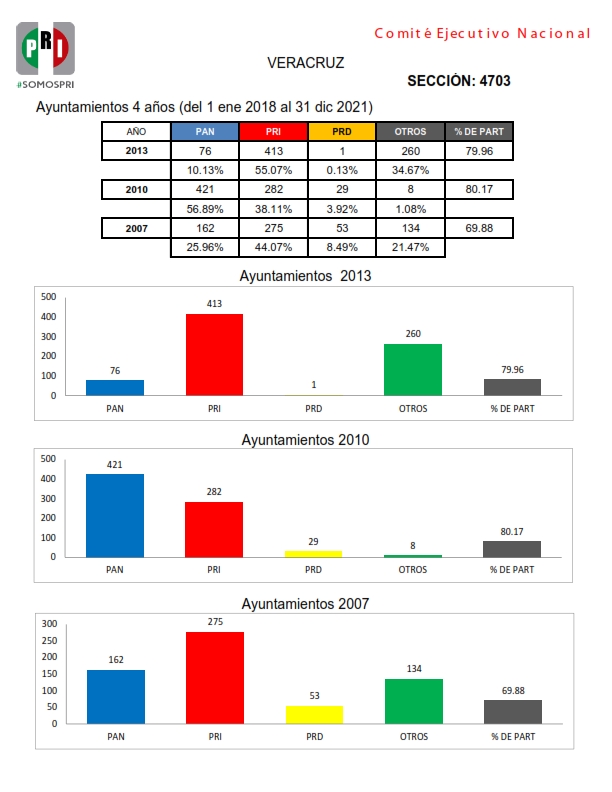 Comité Ejecutivo Nacional
PRI
#SOMOSPRI
VERACRUZ
SECCIÓN: 4703
Ayuntamientos 4 años (del 1 ene 2018 al 31 dic 2021)
AÑO PAN PRI PRD OTROS % DE PART
2013 76 413 1 260 79.96
10.13% 55.07% 0.13% 34.67%
2010 421 282 29 8 80.17
56.89% 38.11% 3.92% 1.08%
2007 162 275 53 134 69.88
25.96% 44.07% 8.49% 21.47%
Ayuntamientos 2013
500
413
400
300
260
200
100
76
1
79.96
0
PAN PRI PRD OTROS % DE PART
Ayuntamientos 2010
500
421
400
300
282
200
100
29
8
80.17
0
PAN PRI PRD OTROS % DE PART
Ayuntamientos 2007
300
275
250
200
162
150
134
100
53
69.88
50
0
PAN PRI PRD OTROS % DE PART